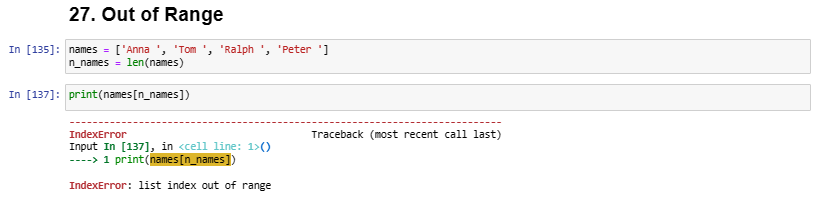 27. Out of Range
In [135]: names = ['Anna ', 'Tom ', 'Ralph ', 'Peter ']
n_names = len(names)
In [137]: print(names[n_names])
---------------------------------------------------------------------------
IndexError                                Traceback (most recent call last)
Input In [137], in <cell line: 1>()
----> 1 print(names[n_names])
IndexError: list index out of range